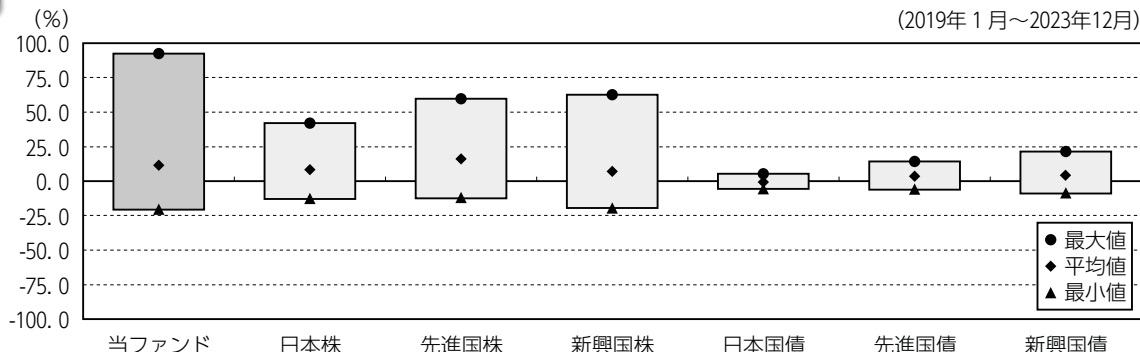 (%)
(2019年1月～2023年12月)
100.0
75.0
50.0
25.0
0.0
-25.0
-50.0
-75.0
-100.0
最大値
平均値
最小値
当ファンド 日本株 先進国株 新興国株 日本国債 先進国債 新興国債